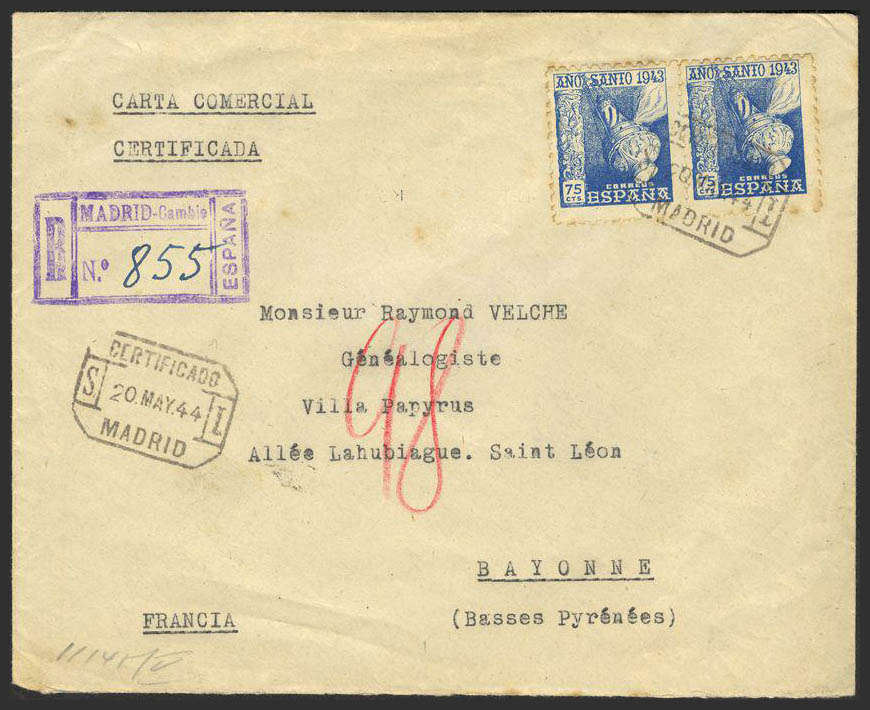 CARTA COMERCIAL
CERTIFICADA
AÑO SANTO 1943
75 CTS.
CORREOS
ESPAÑA
AÑO SANTO 1943
75 CTS.
CORREOS
ESPAÑA
MADRID
R
MADRID-Cambio
N.º 855
ESPAÑA
Monsieur Raymond VELCHE
Généalogiste
Villa Papyrus
Allée Lahubiague. Saint Léon
98
CERTIFICADO
S 20.MAY.44 L
MADRID
BAYONNE
(Basses Pyrénées)
FRANCIA